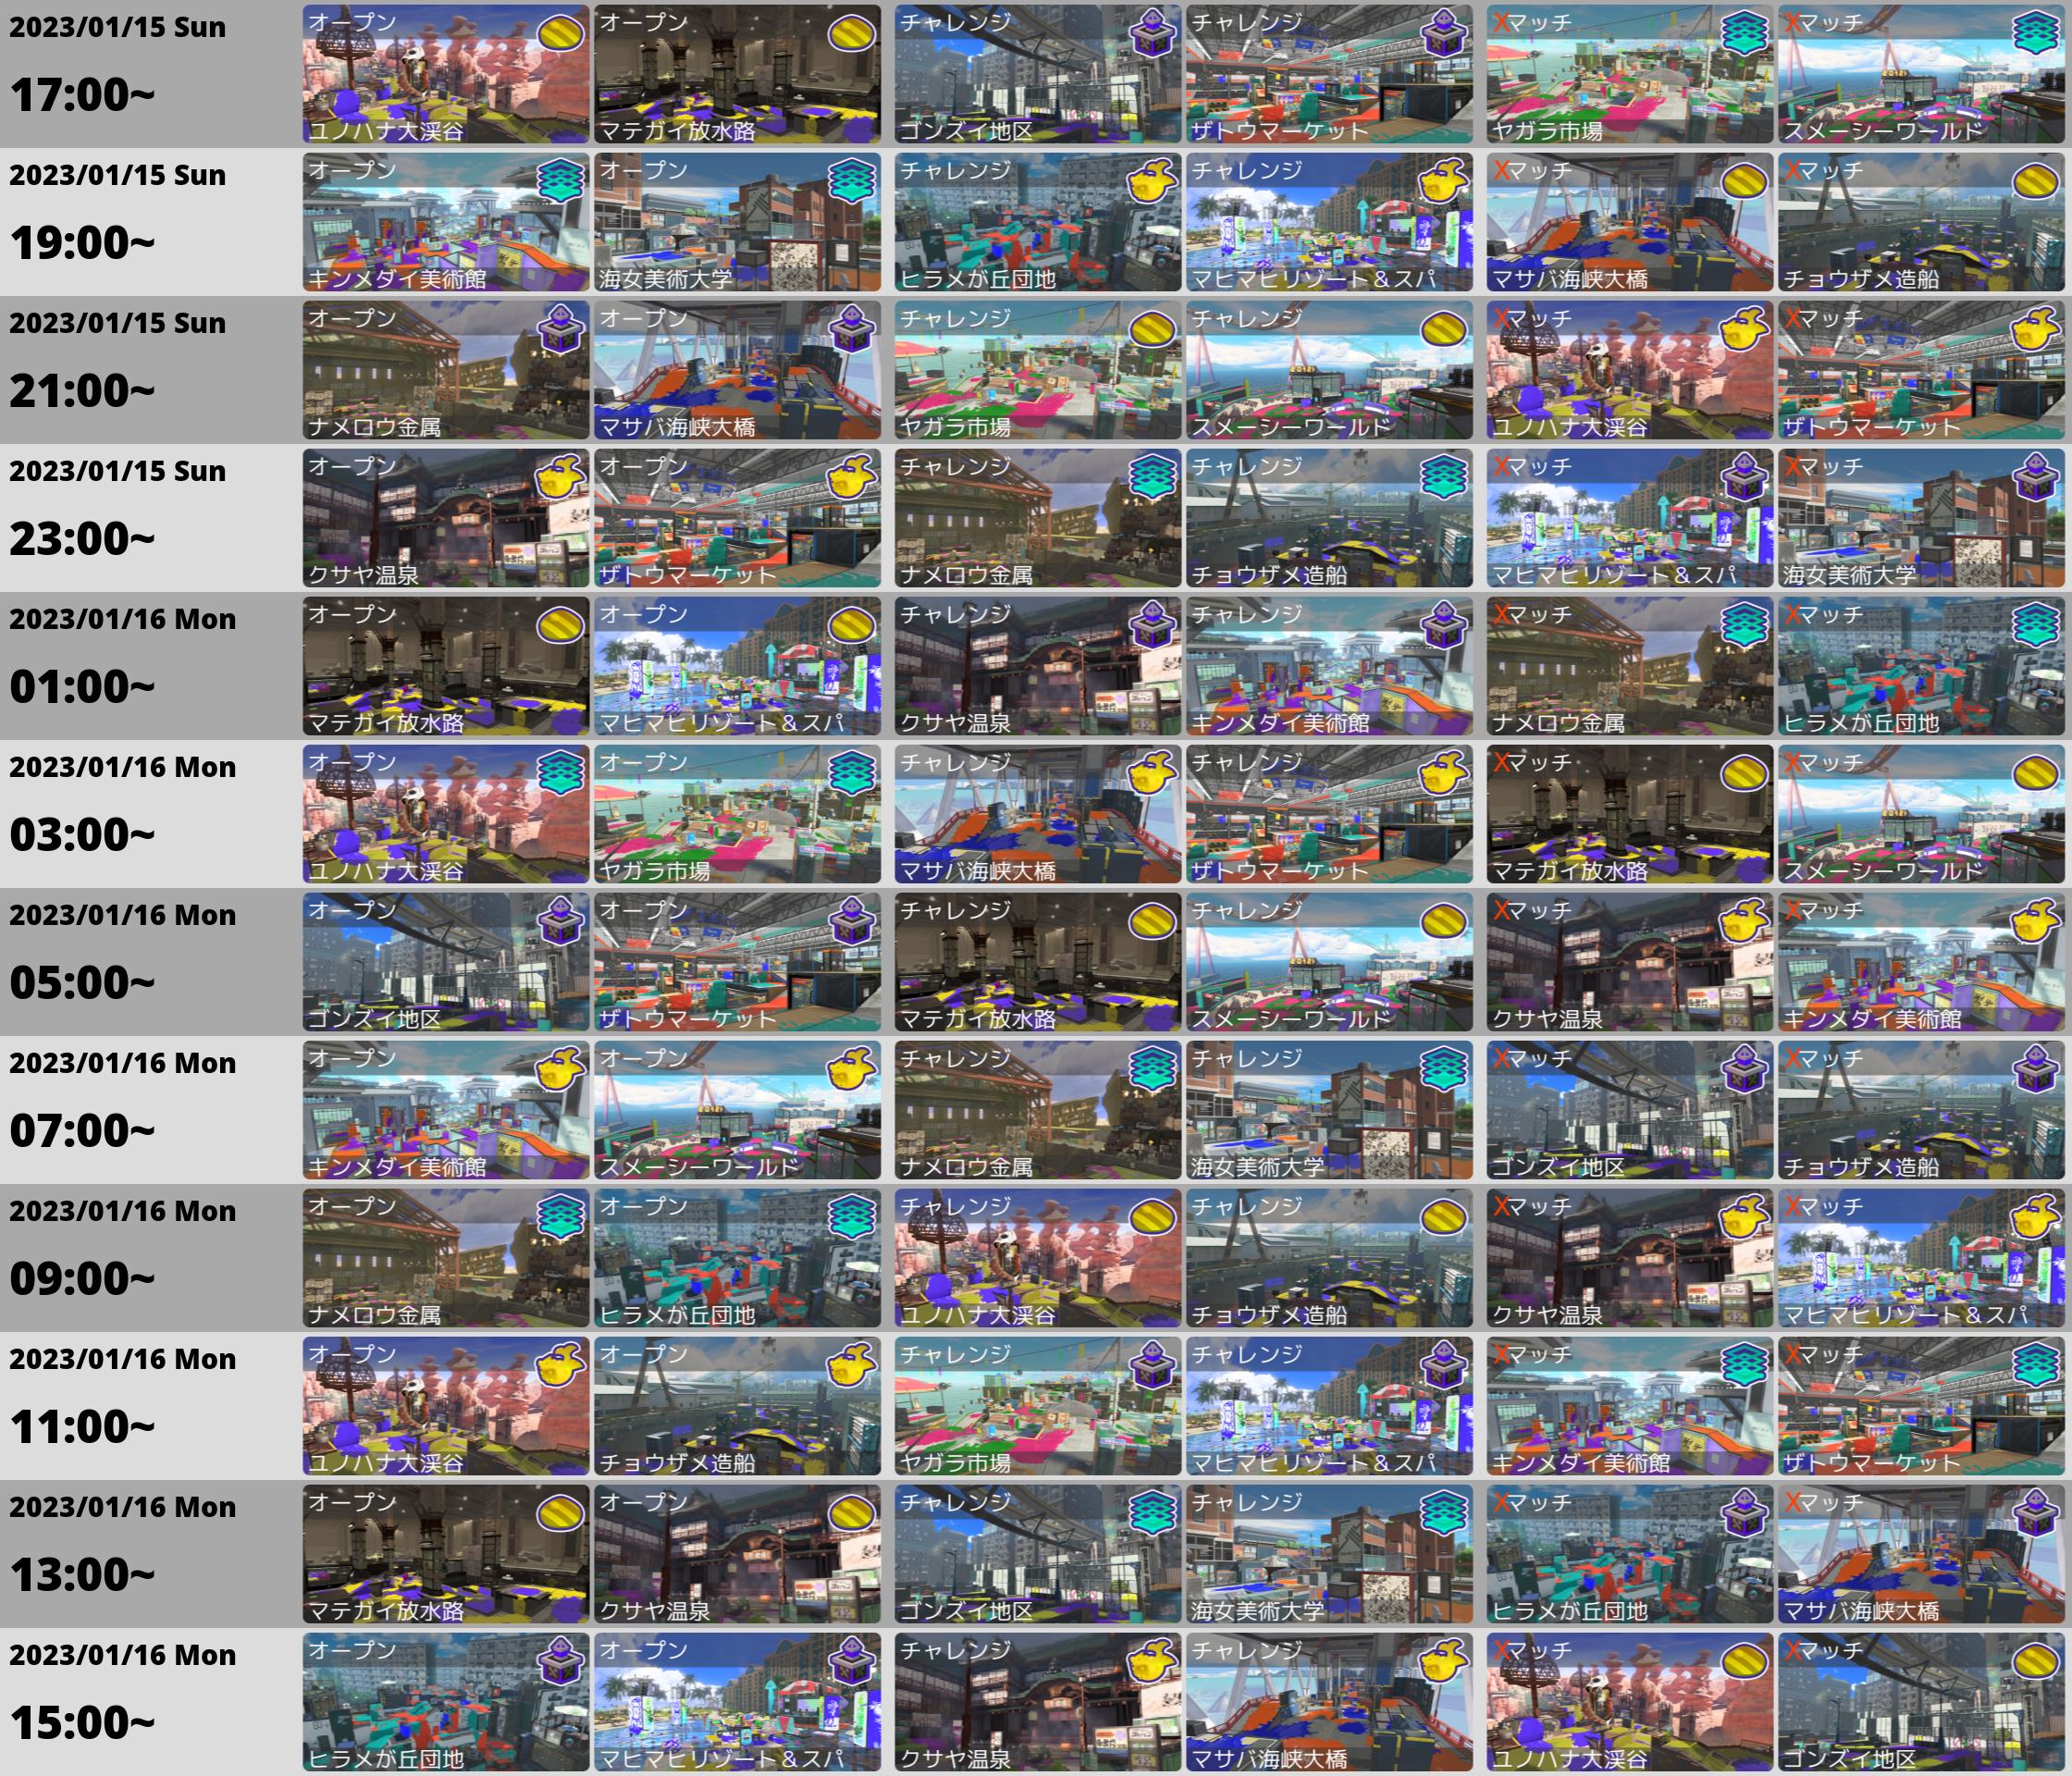 2023/01/15 Sun
17:00~
オープン オープン チャレンジ チャレンジ Xマッチ Xマッチ
ユノハナ大渓谷 マテガイ放水路 ゴンズイ地区 ザトウマーケット ヤガラ市場 スメーシーワールド
2023/01/15 Sun
19:00~
オープン オープン チャレンジ チャレンジ Xマッチ Xマッチ
キンメダイ美術館 海女美術大学 ヒラメが丘団地 マヒマヒリゾート＆スパ マサバ海峡大橋 チョウザメ造船
2023/01/15 Sun
21:00~
オープン オープン チャレンジ チャレンジ Xマッチ Xマッチ
ナメロウ金属 マサバ海峡大橋 ヤガラ市場 スメーシーワールド ユノハナ大渓谷 ザトウマーケット
2023/01/15 Sun
23:00~
オープン オープン チャレンジ チャレンジ Xマッチ Xマッチ
クサヤ温泉 ザトウマーケット ナメロウ金属 チョウザメ造船 マヒマヒリゾート＆スパ 海女美術大学
2023/01/16 Mon
01:00~
オープン オープン チャレンジ チャレンジ Xマッチ Xマッチ
マテガイ放水路 マヒマヒリゾート＆スパ クサヤ温泉 キンメダイ美術館 ナメロウ金属 ヒラメが丘団地
2023/01/16 Mon
03:00~
オープン オープン チャレンジ チャレンジ Xマッチ Xマッチ
ユノハナ大渓谷 ヤガラ市場 マサバ海峡大橋 ザトウマーケット マテガイ放水路 スメーシーワールド
2023/01/16 Mon
05:00~
オープン オープン チャレンジ チャレンジ Xマッチ Xマッチ
ゴンズイ地区 ザトウマーケット マテガイ放水路 スメーシーワールド クサヤ温泉 キンメダイ美術館
2023/01/16 Mon
07:00~
オープン オープン チャレンジ チャレンジ Xマッチ Xマッチ
キンメダイ美術館 スメーシーワールド ナメロウ金属 海女美術大学 ゴンズイ地区 チョウザメ造船
2023/01/16 Mon
09:00~
オープン オープン チャレンジ チャレンジ Xマッチ Xマッチ
ナメロウ金属 ヒラメが丘団地 ユノハナ大渓谷 チョウザメ造船 クサヤ温泉 マヒマヒリゾート＆スパ
2023/01/16 Mon
11:00~
オープン オープン チャレンジ チャレンジ Xマッチ Xマッチ
ユノハナ大渓谷 チョウザメ造船 ヤガラ市場 マヒマヒリゾート＆スパ キンメダイ美術館 ザトウマーケット
2023/01/16 Mon
13:00~
オープン オープン チャレンジ チャレンジ Xマッチ Xマッチ
マテガイ放水路 クサヤ温泉 ゴンズイ地区 海女美術大学 ヒラメが丘団地 マサバ海峡大橋
2023/01/16 Mon
15:00~
オープン オープン チャレンジ チャレンジ Xマッチ Xマッチ
ヒラメが丘団地 マヒマヒリゾート＆スパ クサヤ温泉 マサバ海峡大橋 ユノハナ大渓谷 ゴンズイ地区